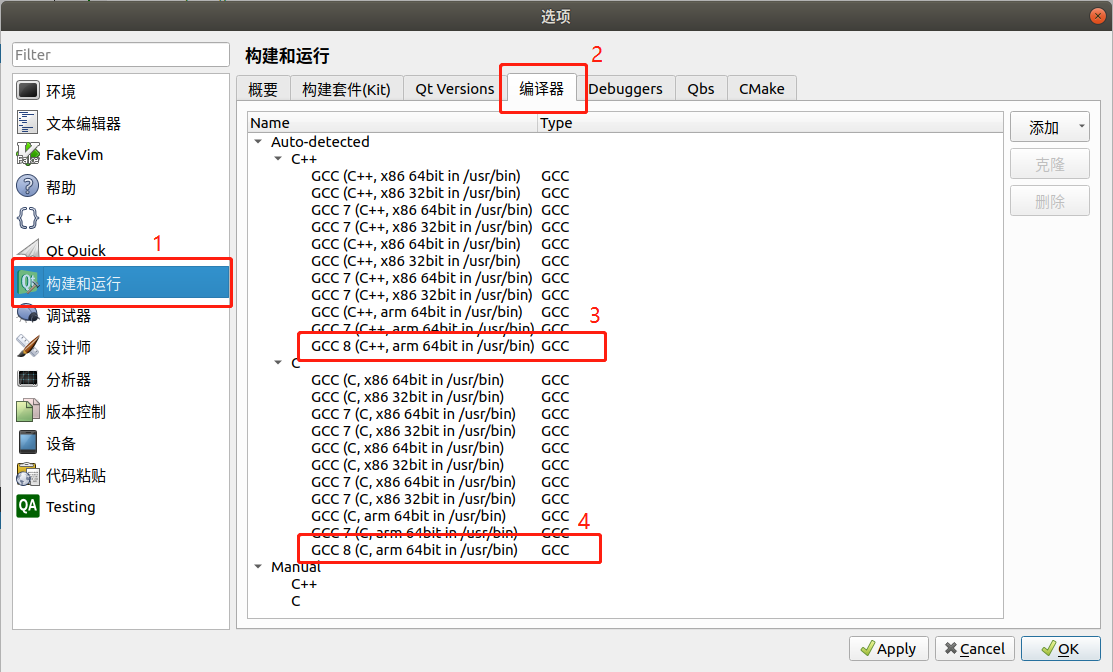 选项
Filter
环境
文本编辑器
FakeVim
帮助
C++
Qt Quick
1
构建和运行
调试器
设计师
分析器
版本控制
设备
代码粘贴
Testing
构建和运行
2
概要 构建套件(Kit) Qt Versions 编译器 Debuggers Qbs CMake
Name Type
Auto-detected
C++
GCC (C++, x86 64bit in /usr/bin) GCC
GCC (C++, x86 32bit in /usr/bin) GCC
GCC 7 (C++, x86 64bit in /usr/bin) GCC
GCC 7 (C++, x86 32bit in /usr/bin) GCC
GCC (C++, x86 64bit in /usr/bin) GCC
GCC (C++, x86 32bit in /usr/bin) GCC
GCC 7 (C++, x86 64bit in /usr/bin) GCC
GCC 7 (C++, x86 32bit in /usr/bin) GCC
GCC (C++, arm 64bit in /usr/bin) GCC
GCC 7 (C++, arm 64bit in /usr/bin) GCC
3
GCC 8 (C++, arm 64bit in /usr/bin) GCC
C
GCC (C, x86 64bit in /usr/bin) GCC
GCC (C, x86 32bit in /usr/bin) GCC
GCC 7 (C, x86 64bit in /usr/bin) GCC
GCC 7 (C, x86 32bit in /usr/bin) GCC
GCC (C, x86 64bit in /usr/bin) GCC
GCC (C, x86 32bit in /usr/bin) GCC
GCC 7 (C, x86 64bit in /usr/bin) GCC
GCC 7 (C, x86 32bit in /usr/bin) GCC
GCC (C, arm 64bit in /usr/bin) GCC
GCC 7 (C, arm 64bit in /usr/bin) GCC
4
GCC 8 (C, arm 64bit in /usr/bin) GCC
Manual
C++
C
添加
克隆
删除
Apply Cancel OK